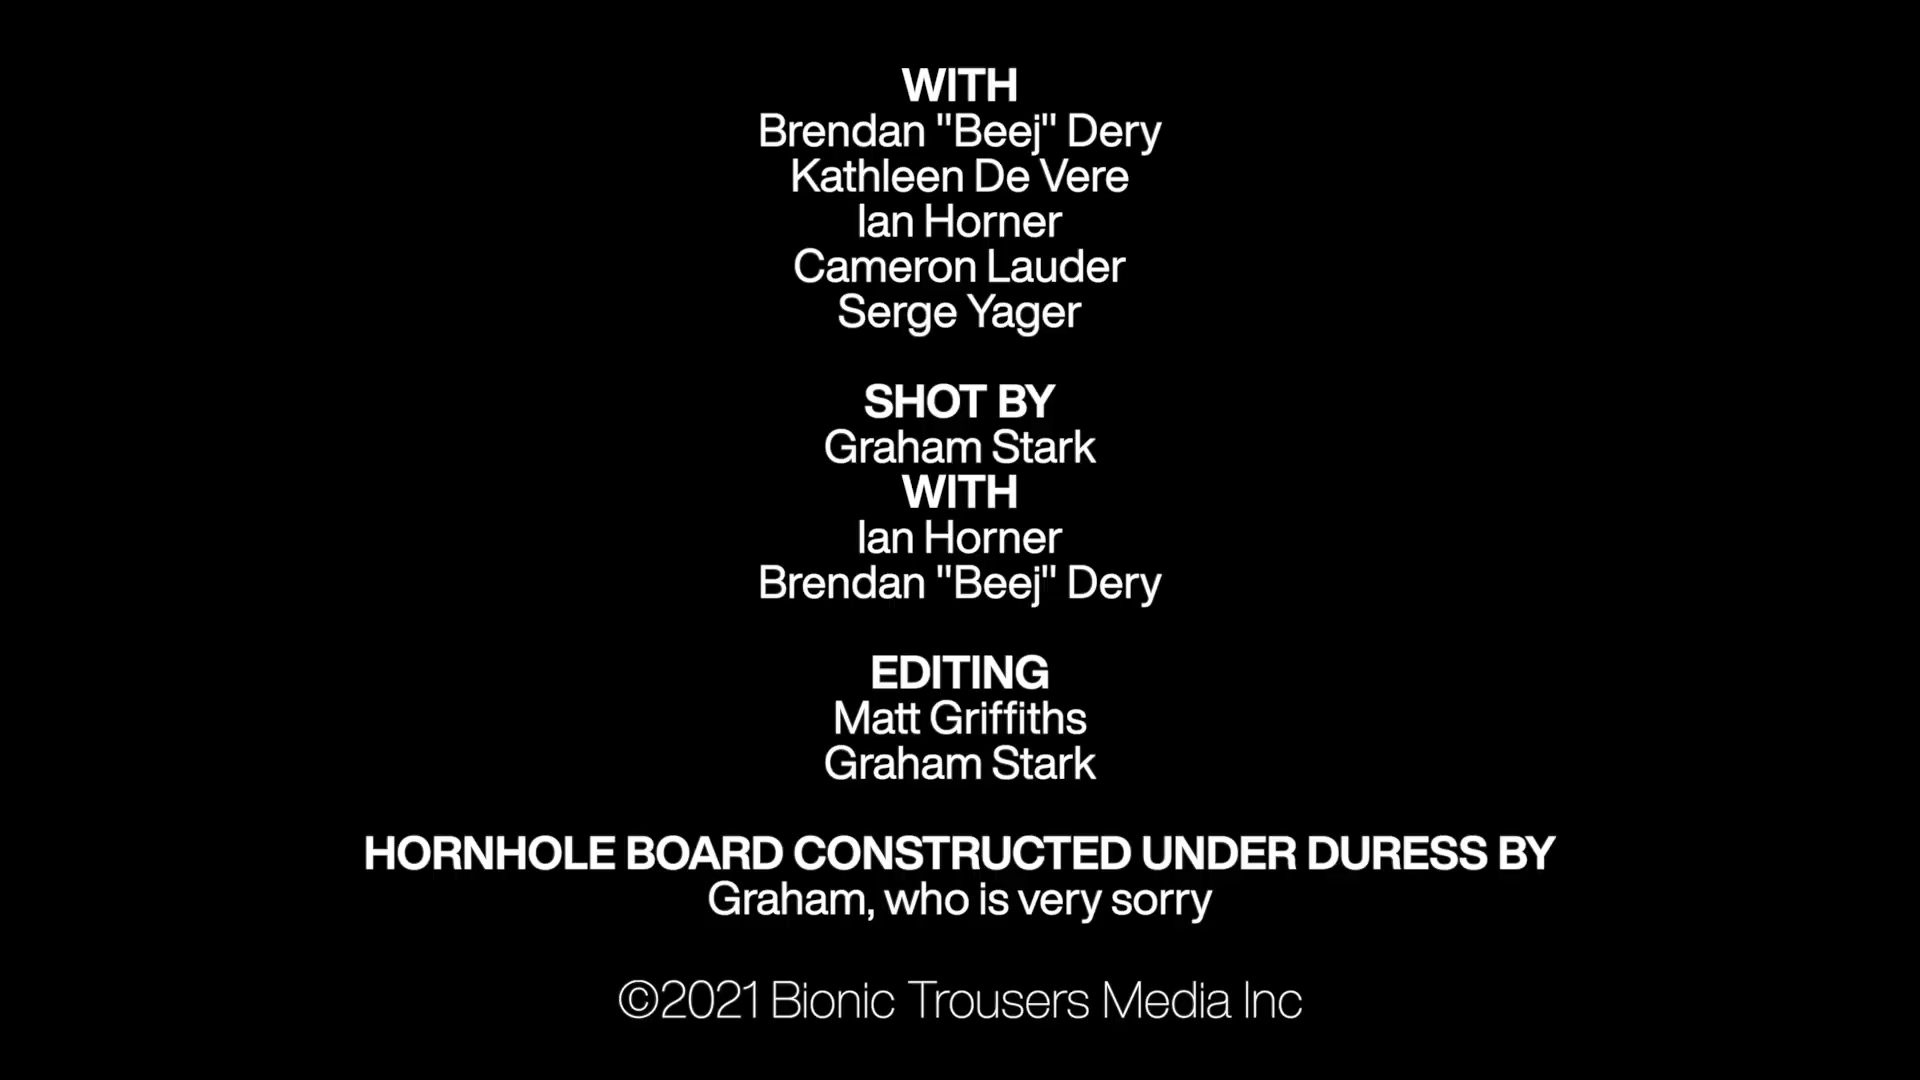 WITH
Brendan "Beej" Dery
Kathleen De Vere
Ian Horner
Cameron Lauder
Serge Yager
SHOT BY
Graham Stark
WITH
Ian Horner
Brendan "Beej" Dery
EDITING
Matt Griffiths
Graham Stark
HORNHOLE BOARD CONSTRUCTED UNDER DURESS BY
Graham, who is very sorry
©2021 Bionic Trousers Media Inc